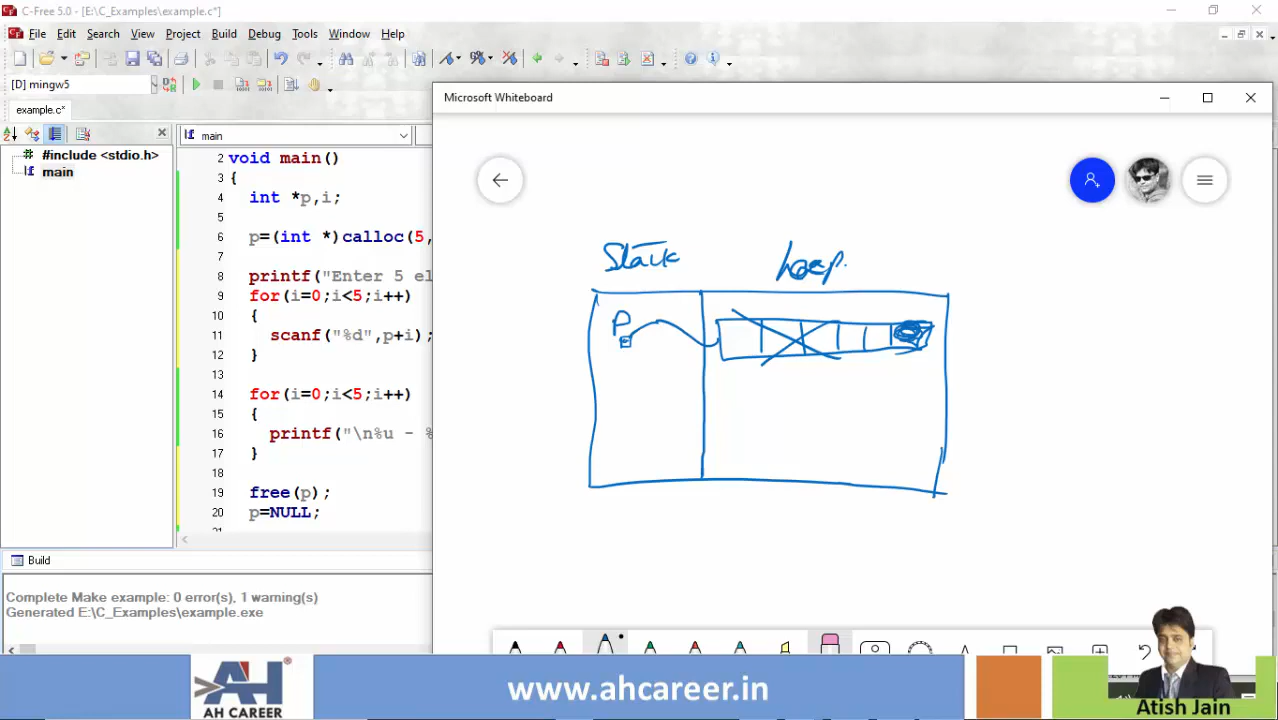 C-Free 5.0 - [E:\C_Examples\example.c*]
File Edit Search View Project Build Debug Tools Window Help
[D] mingw5
example.c*
Microsoft Whiteboard
#include <stdio.h>
main
main
2 void main()
3 {
4 int *p,i;
5
6 p=(int *)calloc(5,
7
8 printf("Enter 5 el
9 for(i=0;i<5;i++)
10 {
11 scanf("%d",p+i);
12 }
13
14 for(i=0;i<5;i++)
15 {
16 printf("\n%u - %
17 }
18
19 free(p);
20 p=NULL;
Stack heap.
P
Build
Complete Make example: 0 error(s), 1 warning(s)
Generated E:\C_Examples\example.exe
AH
AH CAREER
www.ahcareer.in
Atish Jain